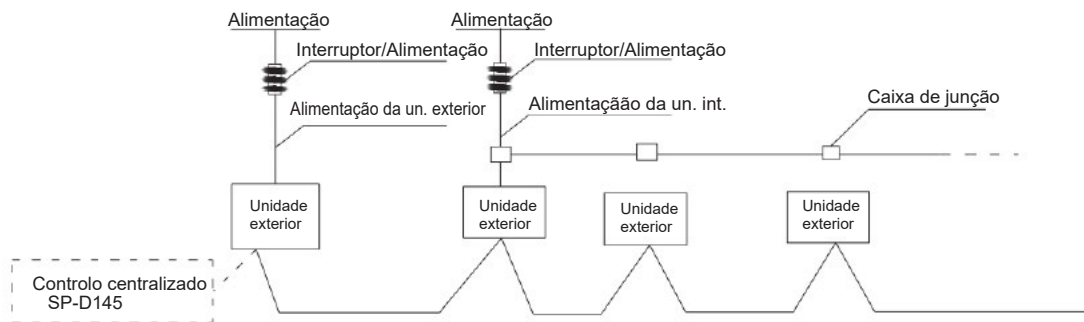 Alimentação
Alimentação
Interruptor/Alimentação
Interruptor/Alimentação
Alimentação da un. exterior
Alimentaçãão da un. int.
Caixa de junção
Unidade
exterior
Unidade
exterior
Unidade
exterior
Unidade
exterior
Controlo centralizado
SP-D145